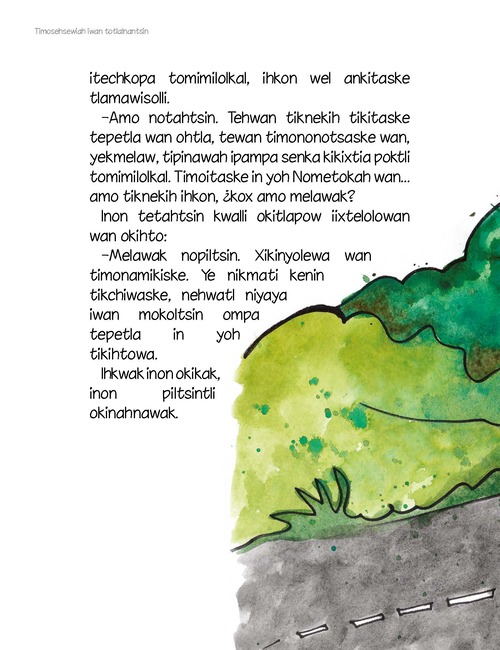 Timosehsewiah iwan totlalnantsin
itechkopa tomimilolkal, ihkon wel ankitaske
tlamawisolli.
–Amo notahtsin. Tehwan tiknekih tikitaske
tepetla wan ohtla, tewan timononotsaske wan,
yekmelaw, tipinawah ipampa senka kikixtia poktli
tomimilolkal. Timoitaske in yoh Nometokah wan...
amo tiknekih ihkon, ¿kox amo melawak?
Inon tetahtsin kwalli okitlapow iixtelolowan
wan okihto:
–Melawak nopiltsin. Xikinyolewa wan
timonamikiske. Ye nikmati kenin
tikchiwaske, nehwatl niyaya
iwan mokoltsin ompa
tepetla in yoh
tikihtowa.
Ihkwak inon okikak,
inon piltsintli
okinahnawak.